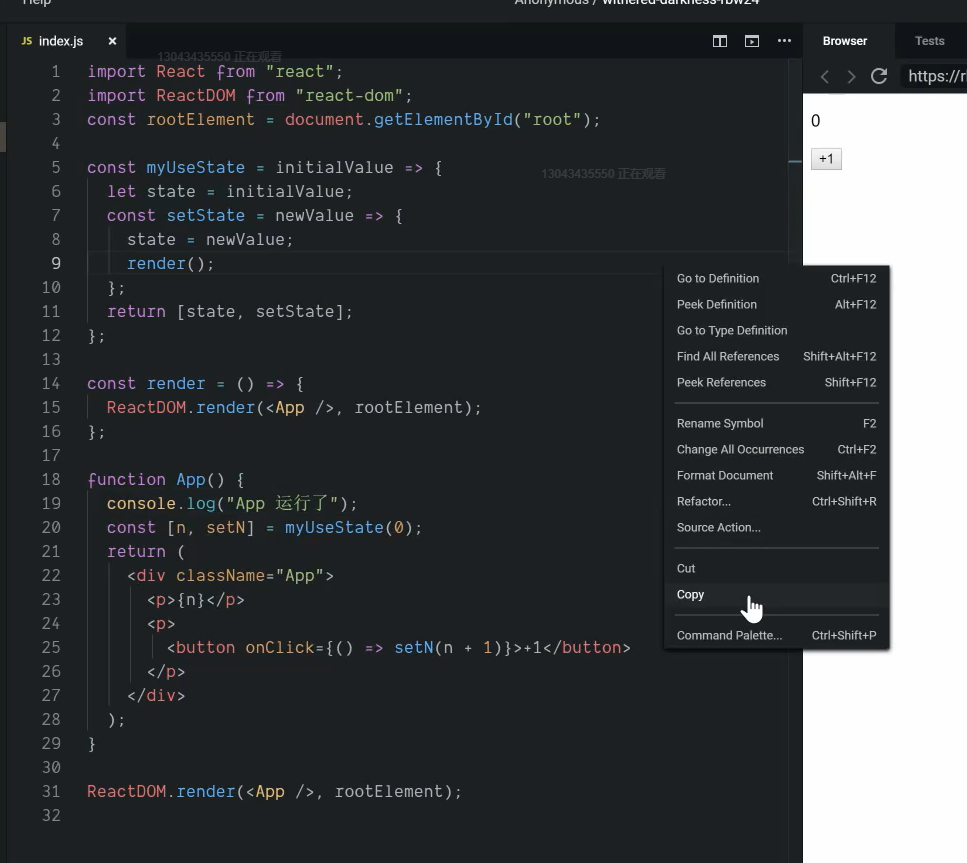 Help
Anonymous / withered-darkness-rbw24
JS index.js ×
13043435550 正在观看
1 import React from "react";
2 import ReactDOM from "react-dom";
3 const rootElement = document.getElementById("root");
4
5 const myUseState = initialValue => {
13043435550 正在观看
6 let state = initialValue;
7 const setState = newValue => {
8 state = newValue;
9 render();
10 };
11 return [state, setState];
12 };
13
14 const render = () => {
15 ReactDOM.render(<App />, rootElement);
16 };
17
18 function App() {
19 console.log("App 运行了");
20 const [n, setN] = myUseState(0);
21 return (
22 <div className="App">
23 <p>{n}</p>
24 <p>
25 <button onClick={() => setN(n + 1)}>+1</button>
26 </p>
27 </div>
28 );
29 }
30
31 ReactDOM.render(<App />, rootElement);
32
Go to Definition Ctrl+F12
Peek Definition Alt+F12
Go to Type Definition
Find All References Shift+Alt+F12
Peek References Shift+F12
Rename Symbol F2
Change All Occurrences Ctrl+F2
Format Document Shift+Alt+F
Refactor... Ctrl+Shift+R
Source Action...
Cut
Copy
Command Palette... Ctrl+Shift+P
Browser Tests
https://
0
+1